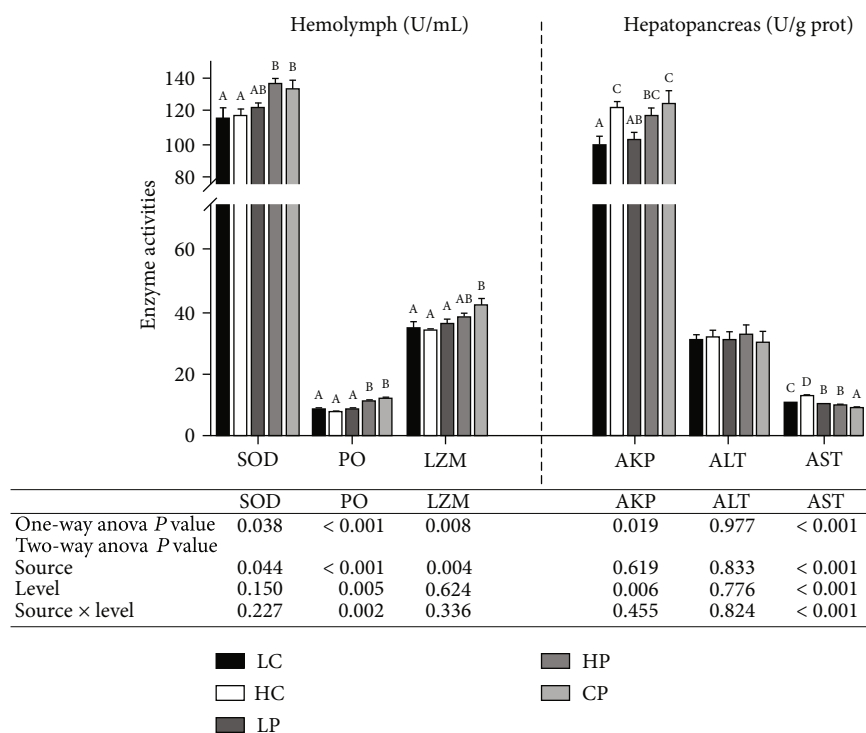 Hemolymph (U/mL) Hepatopancreas (U/g prot)
Enzyme activities
140
120
100
80
60
40
20
0
A A AB B B
A A A B B
A A A AB B
A C AB BC C
C D B B A
SOD PO LZM AKP ALT AST
SOD PO LZM AKP ALT AST
One-way anova P value 0.038 < 0.001 0.008 0.019 0.977 < 0.001
Two-way anova P value
Source 0.044 < 0.001 0.004 0.619 0.833 < 0.001
Level 0.150 0.005 0.624 0.006 0.776 < 0.001
Source × level 0.227 0.002 0.336 0.455 0.824 < 0.001
LC HP
HC CP
LP